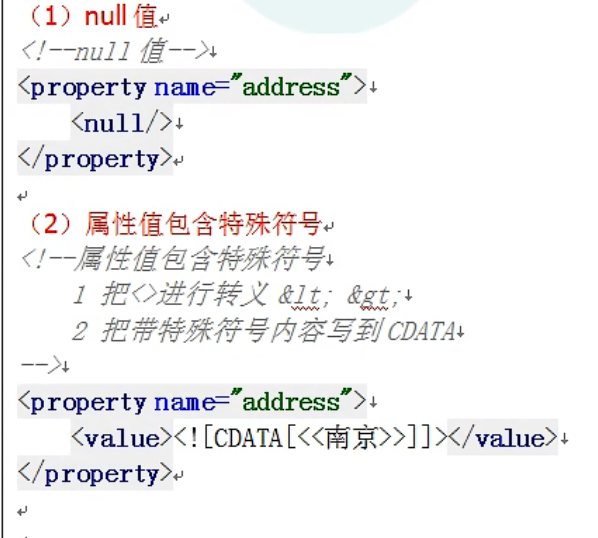 （1）null 值
<!--null 值-->
<property name="address">
<null/>
</property>
（2）属性值包含特殊符号
<!--属性值包含特殊符号
1 把<>进行转义 &lt; &gt;
2 把带特殊符号内容写到 CDATA
-->
<property name="address">
<value><![CDATA[<<南京>>]]></value>
</property>